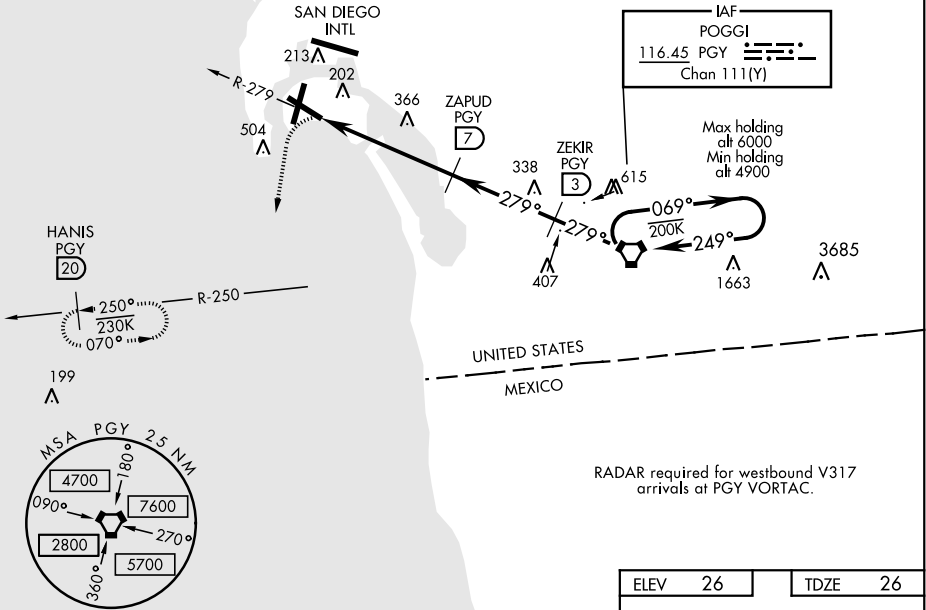 SAN DIEGO
INTL
213
202
R-279
504
366
ZAPUD
PGY
7
338
ZEKIR
PGY
3
279°
279°
407
615
IAF
POGGI
116.45 PGY
Chan 111(Y)
Max holding
alt 6000
Min holding
alt 4900
069°
200K
249°
1663
3685
HANIS
PGY
20
250°
230K
070°
R-250
199
UNITED STATES
MEXICO
MSA PGY 25 NM
180°
4700
090°
7600
270°
2800
5700
360°
RADAR required for westbound V317
arrivals at PGY VORTAC.
ELEV 26
TDZE 26